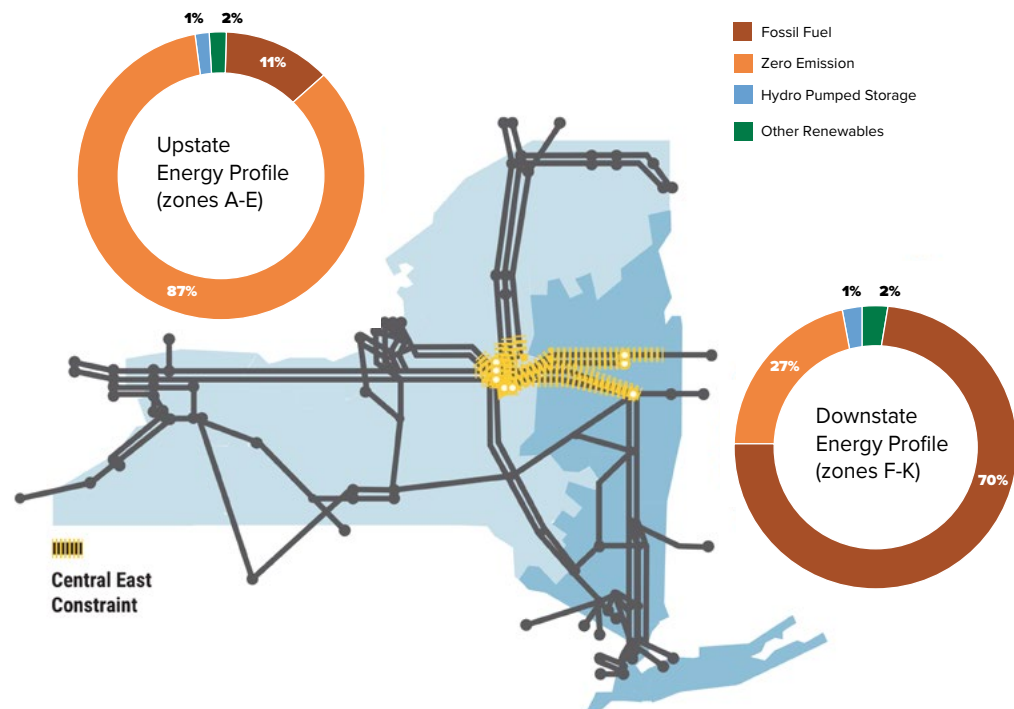 1%
2%
11%
Upstate
Energy Profile
(zones A-E)
87%
Fossil Fuel
Zero Emission
Hydro Pumped Storage
Other Renewables
1%
2%
27%
Downstate
Energy Profile
(zones F-K)
70%
Central East
Constraint